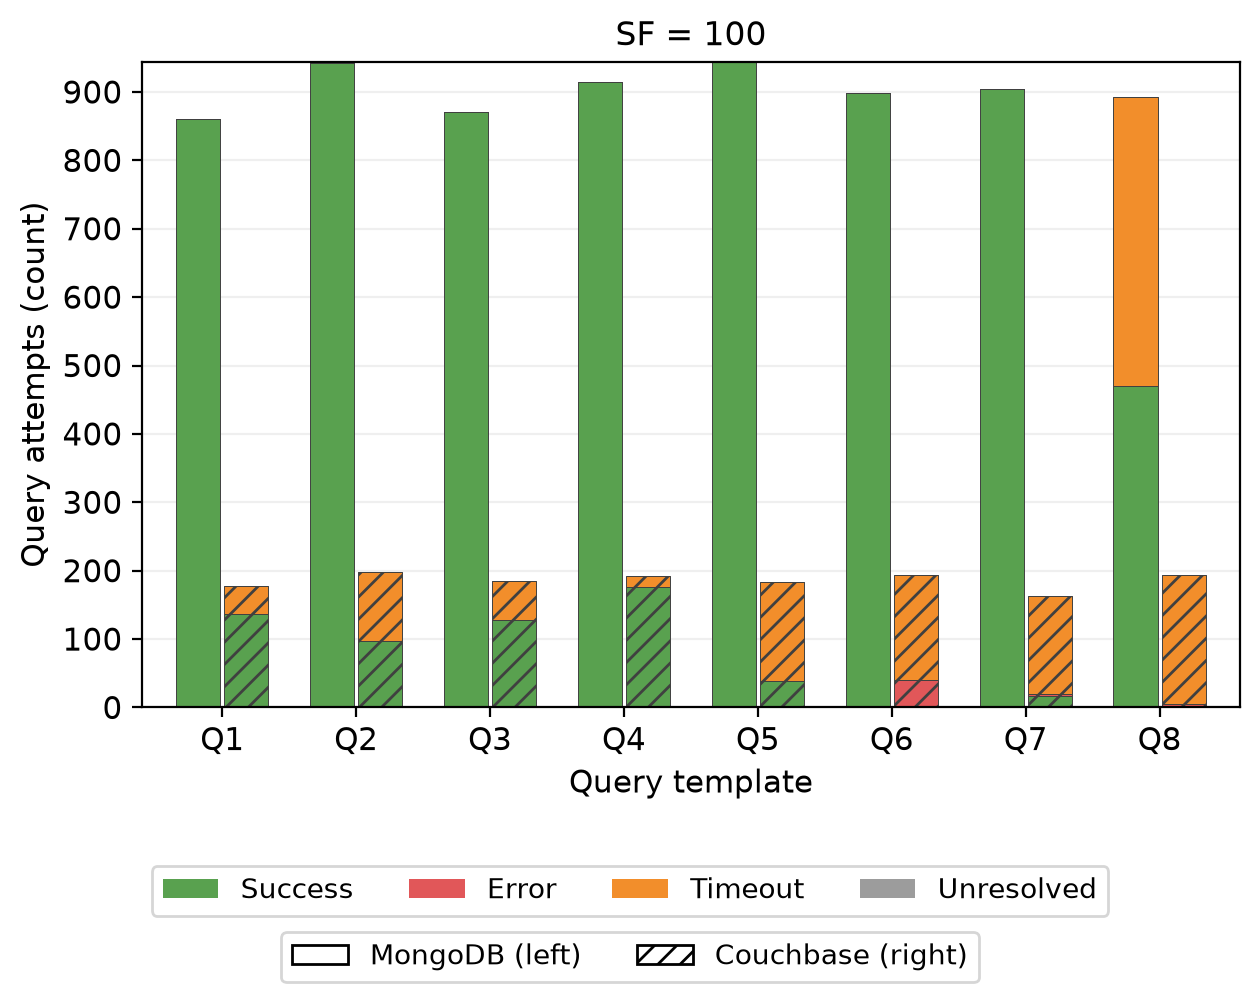 SF = 100
Query attempts (count)
900
800
700
600
500
400
300
200
100
0
Q1 Q2 Q3 Q4 Q5 Q6 Q7 Q8
Query template
Success Error Timeout Unresolved
MongoDB (left) Couchbase (right)